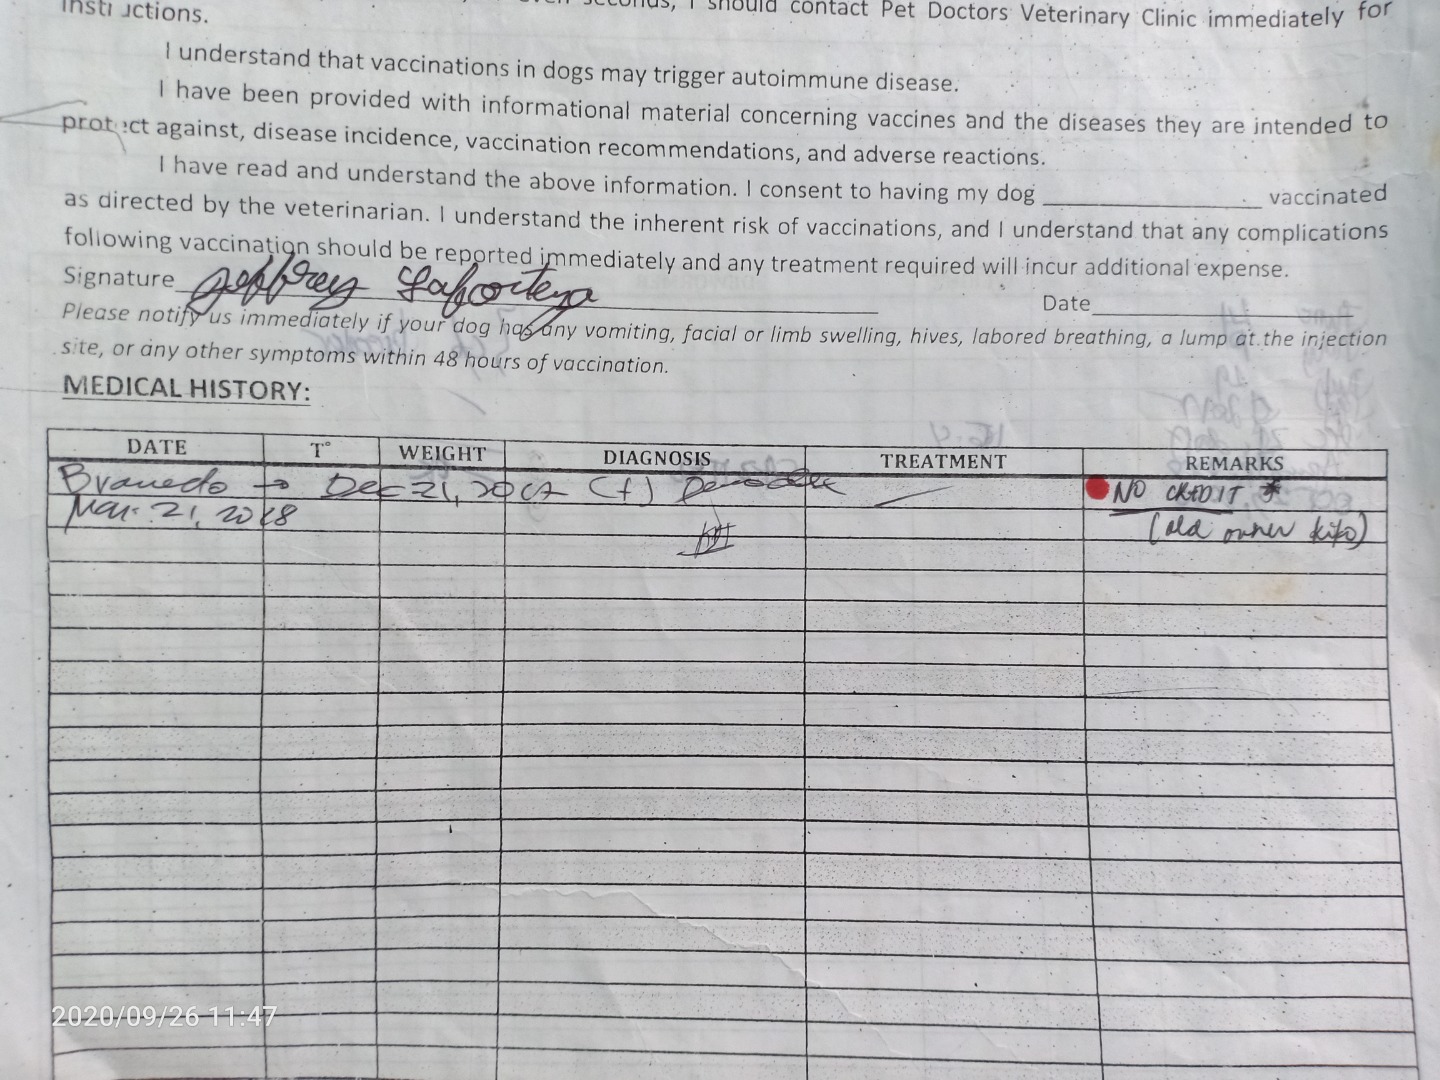 should contact Pet Doctors Veterinary Clinic immediately for
instructions.
I understand that vaccinations in dogs may trigger autoimmune disease.
I have been provided with informational material concerning vaccines and the diseases they are intended to
protect against, disease incidence, vaccination recommendations, and adverse reactions.
I have read and understand the above information. I consent to having my dog ____________________ vaccinated
as directed by the veterinarian. I understand the inherent risk of vaccinations, and I understand that any complications
following vaccination should be reported immediately and any treatment required will incur additional expense.
Signature Jeffrey Laforteza Date
Please notify us immediately if your dog has any vomiting, facial or limb swelling, hives, labored breathing, a lump at the injection
site, or any other symptoms within 48 hours of vaccination.
MEDICAL HISTORY:
DATE T° WEIGHT DIAGNOSIS TREATMENT REMARKS
→ Dec 21, 2017 (+) NO CREDIT *
Mar. 21, 2018 (old owner kiko)
2020/09/26 11:47